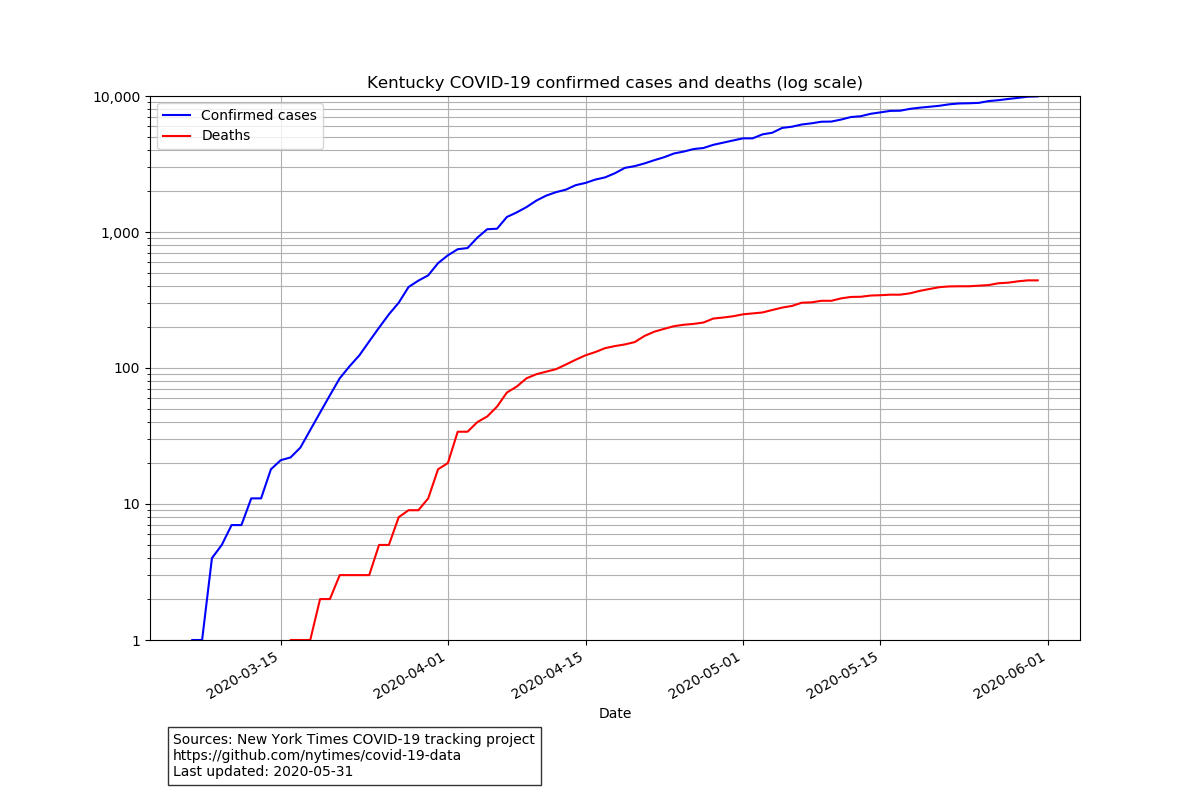 Kentucky COVID-19 confirmed cases and deaths (log scale)
10,000
Confirmed cases
Deaths
1,000
100
10
1
2020-03-15
2020-04-01
2020-04-15
2020-05-01
2020-05-15
2020-06-01
Date
Sources: New York Times COVID-19 tracking project
https://github.com/nytimes/covid-19-data
Last updated: 2020-05-31